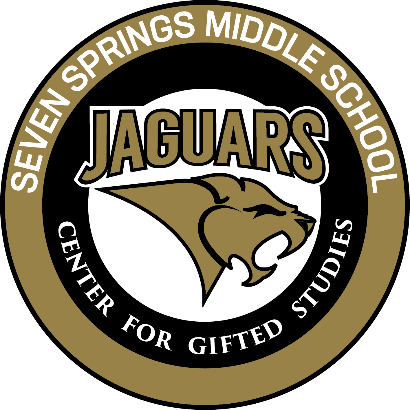 SEVEN SPRINGS MIDDLE SCHOOL
JAGUARS
CENTER FOR GIFTED STUDIES